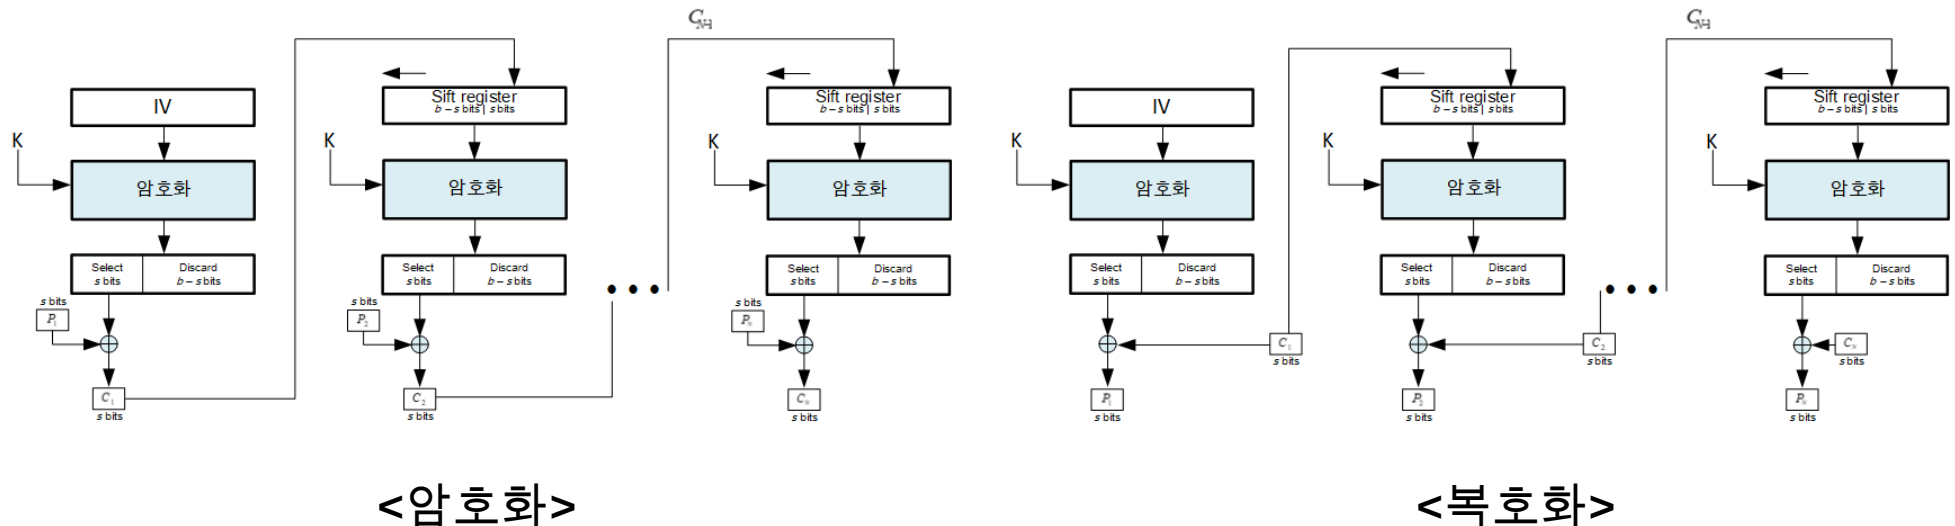 C_{N-1}
IV
K
암호화
Select
s bits
Discard
b – s bits
s bits
P_1
C_1
s bits
Sift register
b – s bits | s bits
K
암호화
Select
s bits
Discard
b – s bits
s bits
P_2
C_2
s bits
• • •
Sift register
b – s bits | s bits
K
암호화
Select
s bits
Discard
b – s bits
s bits
P_N
C_N
s bits
<암호화>
C_{N-1}
IV
K
암호화
Select
s bits
Discard
b – s bits
C_1
s bits
P_1
s bits
Sift register
b – s bits | s bits
K
암호화
Select
s bits
Discard
b – s bits
C_2
s bits
P_2
s bits
• • •
Sift register
b – s bits | s bits
K
암호화
Select
s bits
Discard
b – s bits
C_N
s bits
P_N
s bits
<복호화>